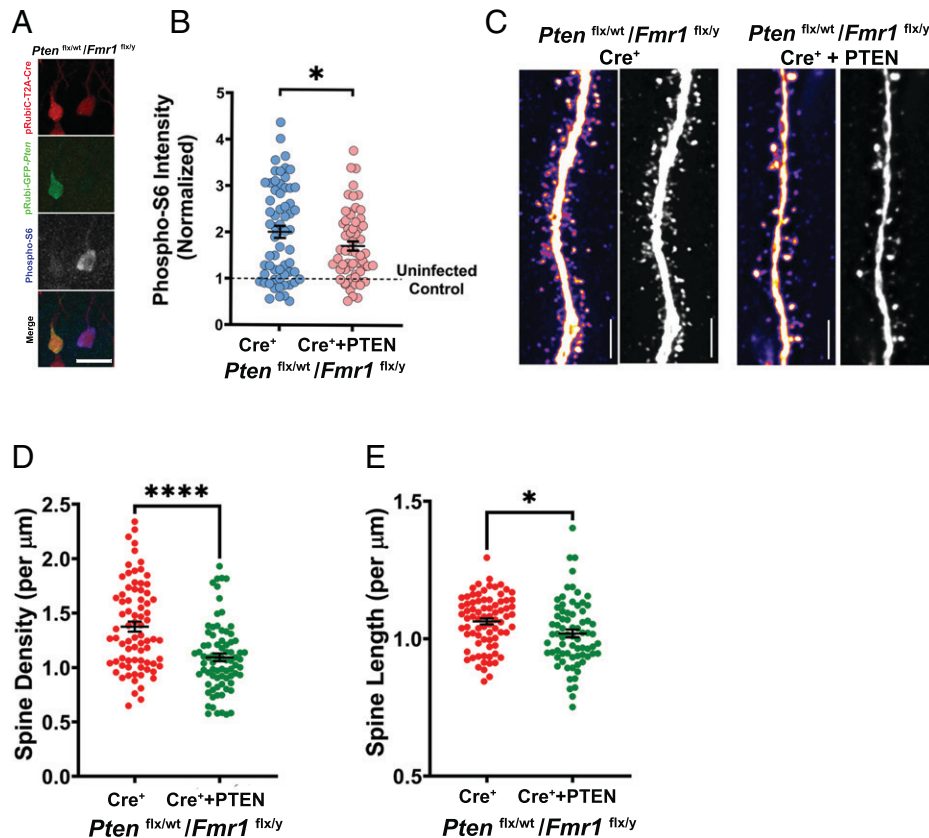 A
Pten flx/wt /Fmr1 flx/y
pRubiC-T2A-Cre
pRubi-GFP-Pten
Phospho-S6
Merge
B
*
Phospho-S6 Intensity
(Normalized)
5
4
3
2
1
0
Uninfected
Control
Cre+
Cre++PTEN
Pten flx/wt /Fmr1 flx/y
C
Pten flx/wt /Fmr1 flx/y
Cre+
Pten flx/wt /Fmr1 flx/y
Cre+ + PTEN
D
****
Spine Density (per µm)
2.5
2.0
1.5
1.0
0.5
0.0
Cre+
Cre++PTEN
Pten flx/wt /Fmr1 flx/y
E
*
Spine Length (per µm)
1.5
1.0
0.5
Cre+
Cre++PTEN
Pten flx/wt /Fmr1 flx/y